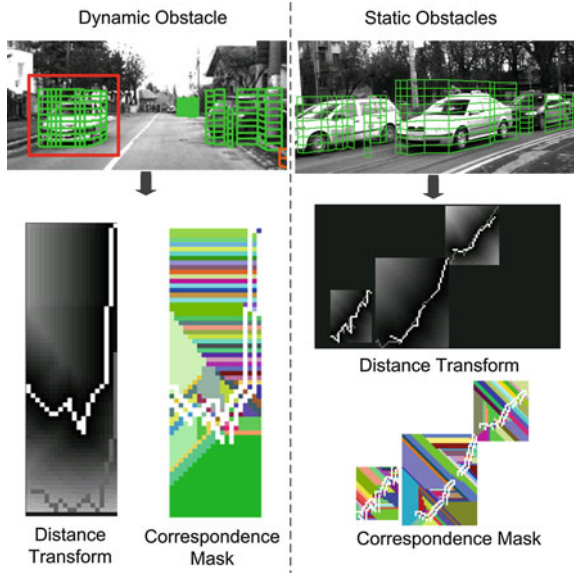 Dynamic Obstacle
Static Obstacles
Distance Transform
Distance
Transform
Correspondence
Mask
Correspondence Mask